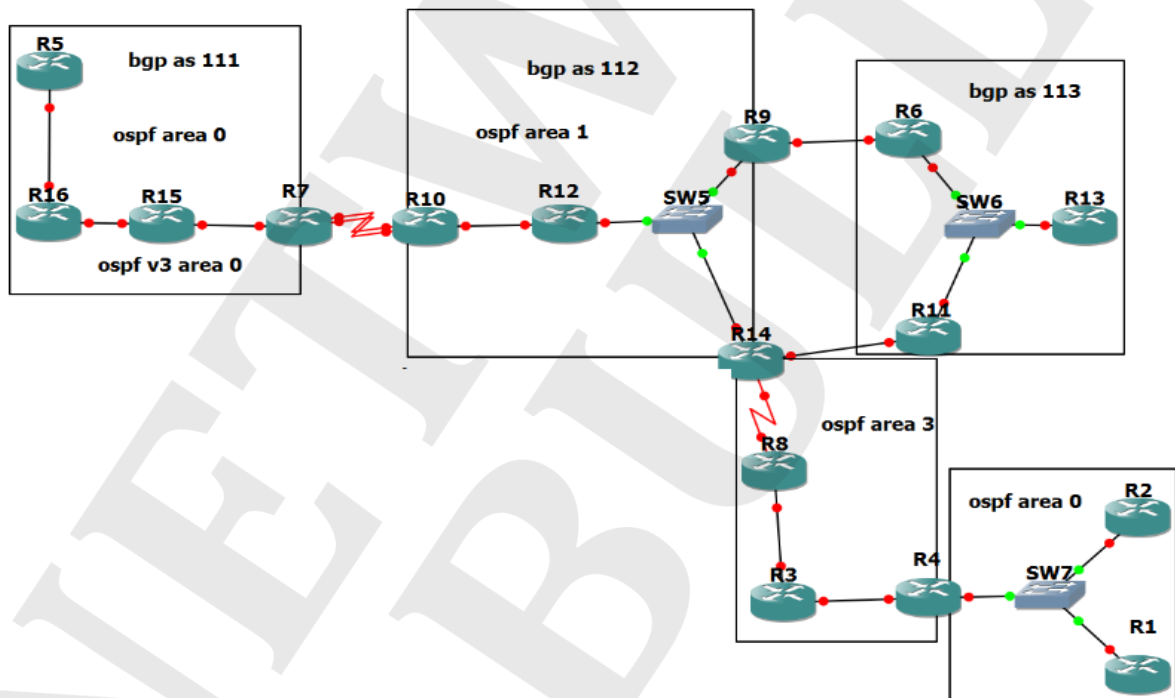 R5
bgp as 111
ospf area 0
R16
R15
R7
ospf v3 area 0
bgp as 112
ospf area 1
R10
R12
SW5
R9
bgp as 113
R6
SW6
R13
R11
R14
ospf area 3
R8
R3
R4
ospf area 0
R2
SW7
R1